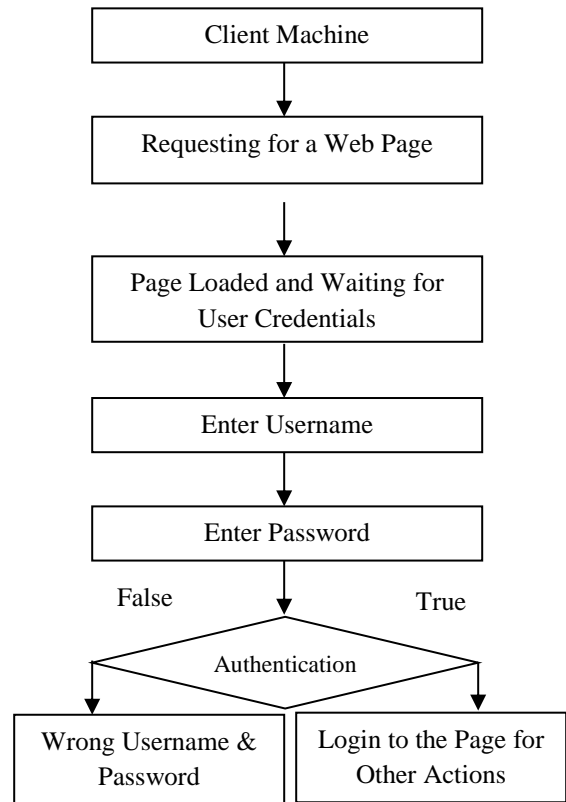 Client Machine
Requesting for a Web Page
Page Loaded and Waiting for
User Credentials
Enter Username
Enter Password
False
True
Authentication
Wrong Username &
Password
Login to the Page for
Other Actions